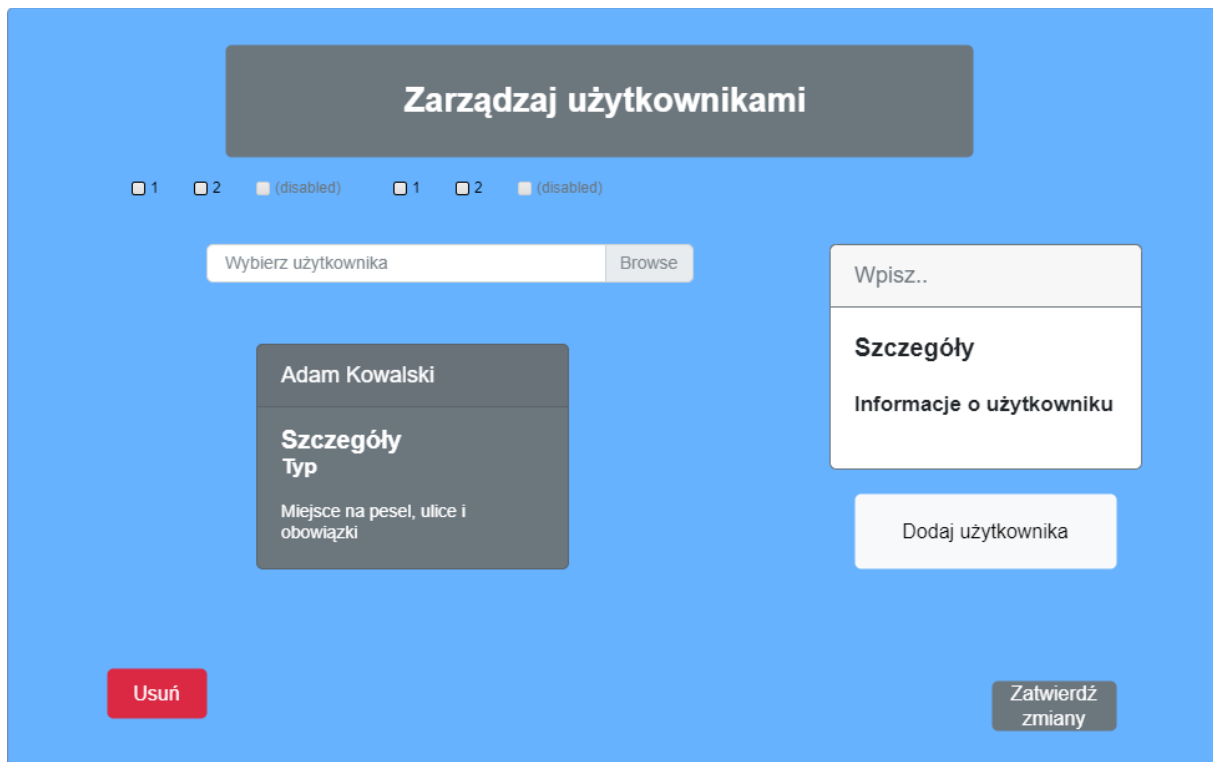 Zarządzaj użytkownikami
1 2 (disabled) 1 2 (disabled)
Wybierz użytkownika Browse
Wpisz..
Szczegóły
Informacje o użytkowniku
Adam Kowalski
Szczegóły
Typ
Miejsce na pesel, ulice i
obowiązki
Dodaj użytkownika
Usuń
Zatwierdź
zmiany